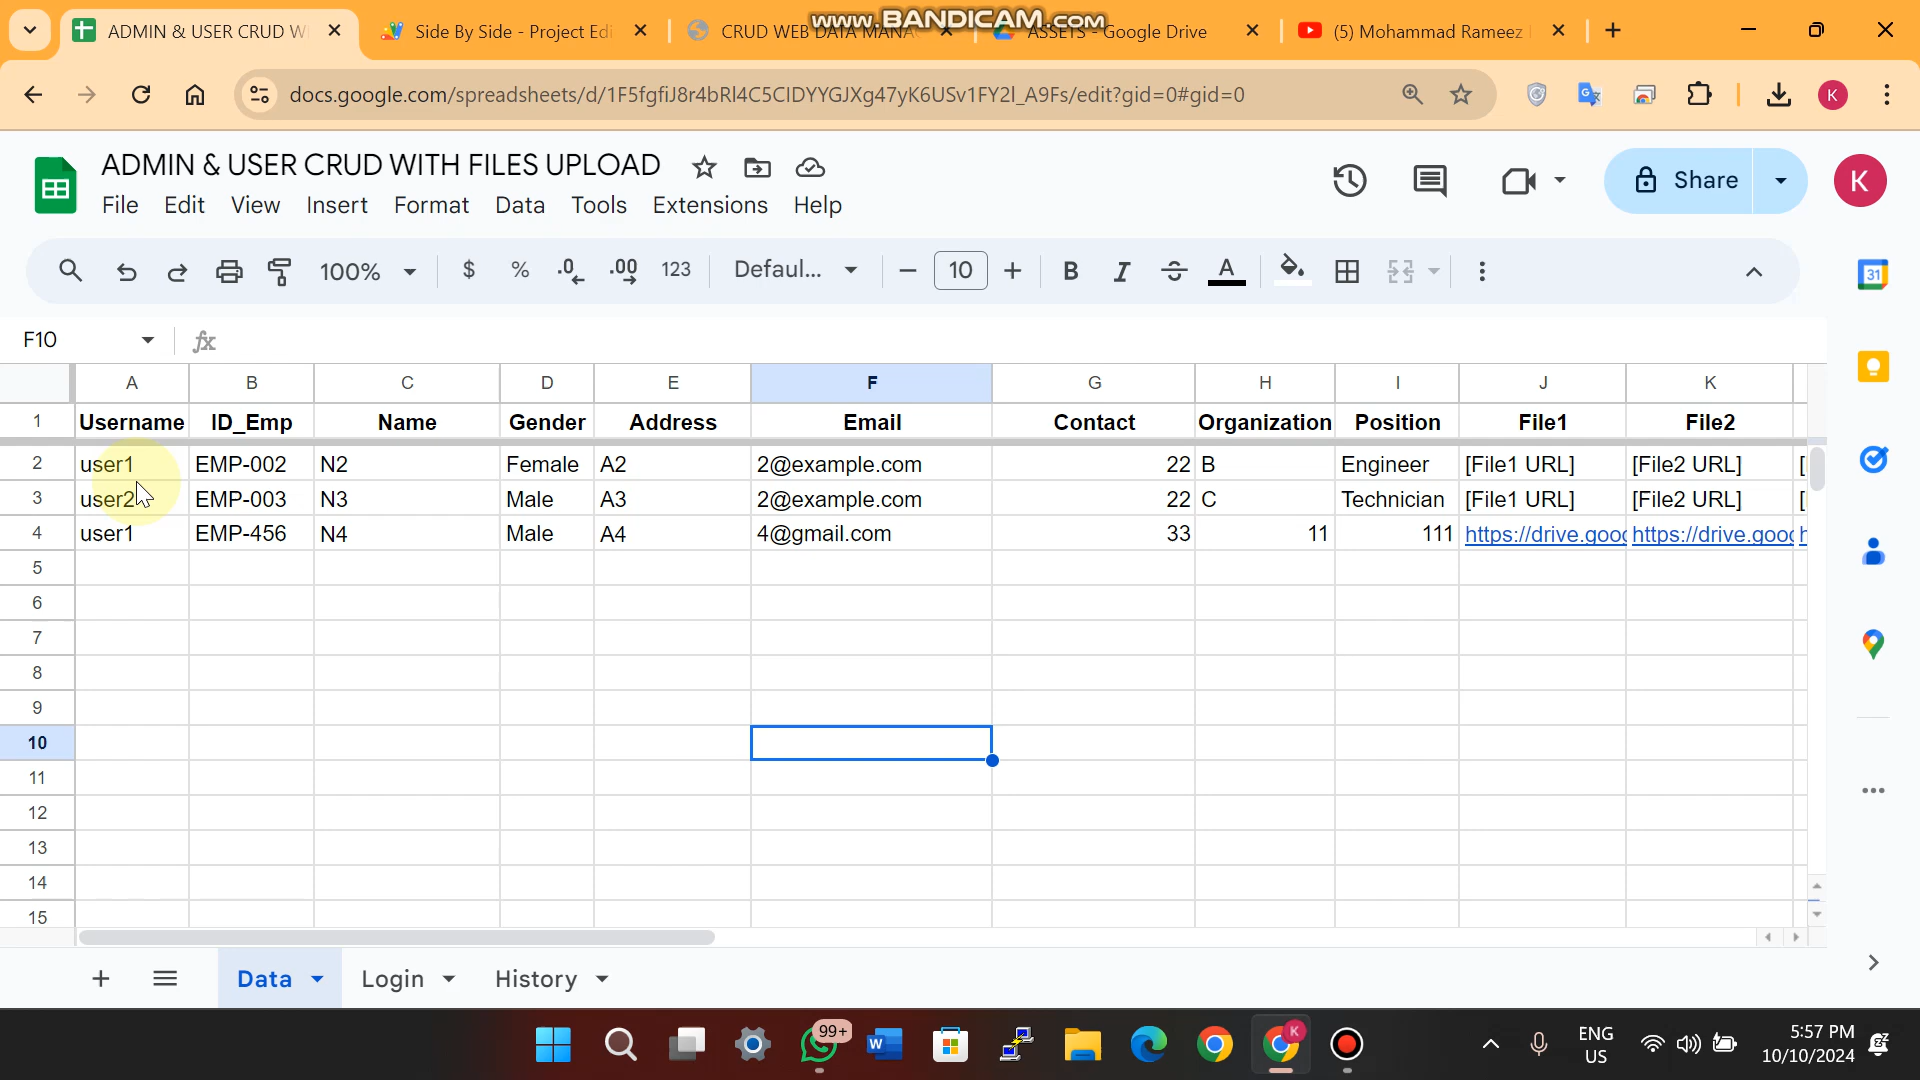 ADMIN & USER CRUD W
Side By Side - Project Edi
CRUD WEB DATA MANA
ASSETS - Google Drive
(5) Mohammad Rameez
www.BANDICAM.com
docs.google.com/spreadsheets/d/1F5fgfiJ8r4bRl4C5CIDYYGJXg47yK6USv1FY2l_A9Fs/edit?gid=0#gid=0
K
ADMIN & USER CRUD WITH FILES UPLOAD
File Edit View Insert Format Data Tools Extensions Help
Share
K
100% $ % .0 .00 123 Defaul... 10 B I S A
31
F10 fx
A B C D E F G H I J K
1 Username ID_Emp Name Gender Address Email Contact Organization Position File1 File2
2 user1 EMP-002 N2 Female A2 2@example.com 22 B Engineer [File1 URL] [File2 URL] [
3 user2 EMP-003 N3 Male A3 2@example.com 22 C Technician [File1 URL] [File2 URL] [
4 user1 EMP-456 N4 Male A4 4@gmail.com 33 11 111 https://drive.goo https://drive.goo h
5
6
7
8
9
10
11
12
13
14
15
Data Login History
99+
W
K
ENG
US
5:57 PM
10/10/2024